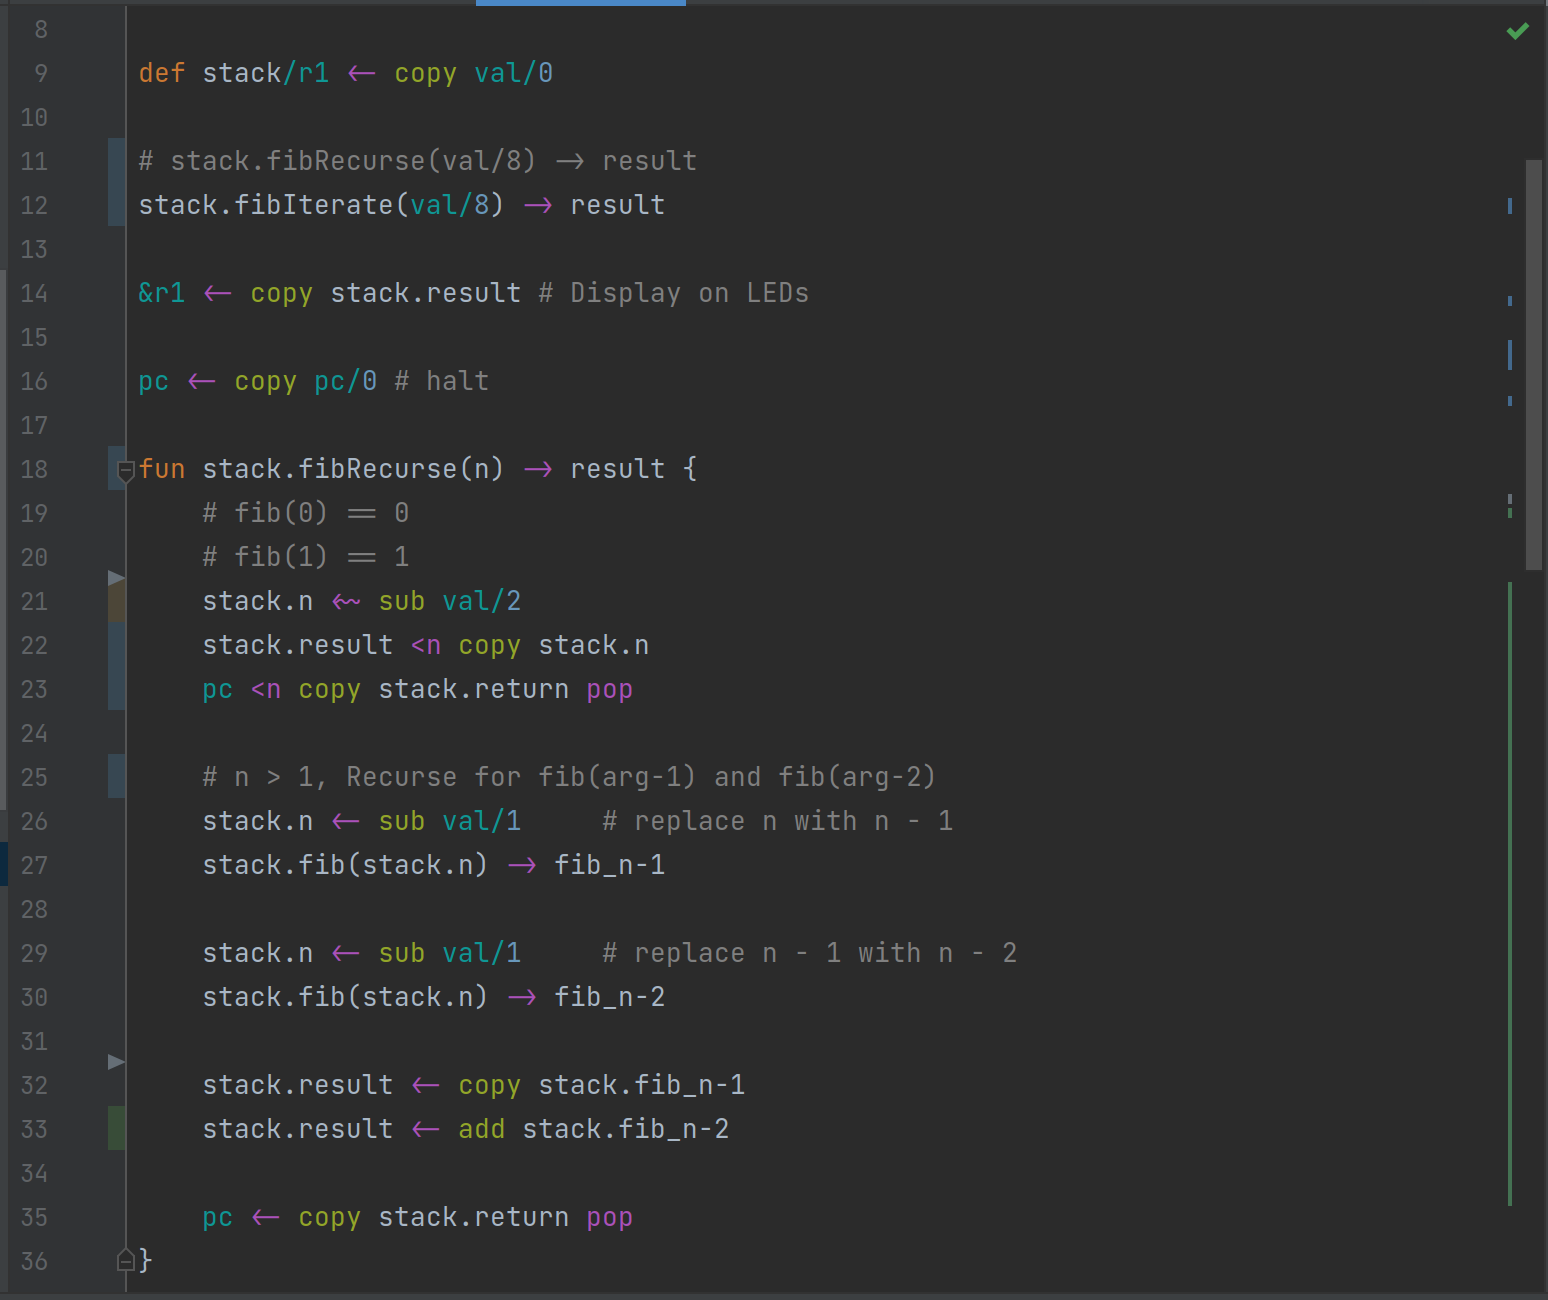 8
9 def stack/r1 <- copy val/0
10
11 # stack.fibRecurse(val/8) -> result
12 stack.fibIterate(val/8) -> result
13
14 &r1 <- copy stack.result # Display on LEDs
15
16 pc <- copy pc/0 # halt
17
18 fun stack.fibRecurse(n) -> result {
19     # fib(0) == 0
20     # fib(1) == 1
21     stack.n <~ sub val/2
22     stack.result <n copy stack.n
23     pc <n copy stack.return pop
24
25     # n > 1, Recurse for fib(arg-1) and fib(arg-2)
26     stack.n <- sub val/1     # replace n with n - 1
27     stack.fib(stack.n) -> fib_n-1
28
29     stack.n <- sub val/1     # replace n - 1 with n - 2
30     stack.fib(stack.n) -> fib_n-2
31
32     stack.result <- copy stack.fib_n-1
33     stack.result <- add stack.fib_n-2
34
35     pc <- copy stack.return pop
36 }